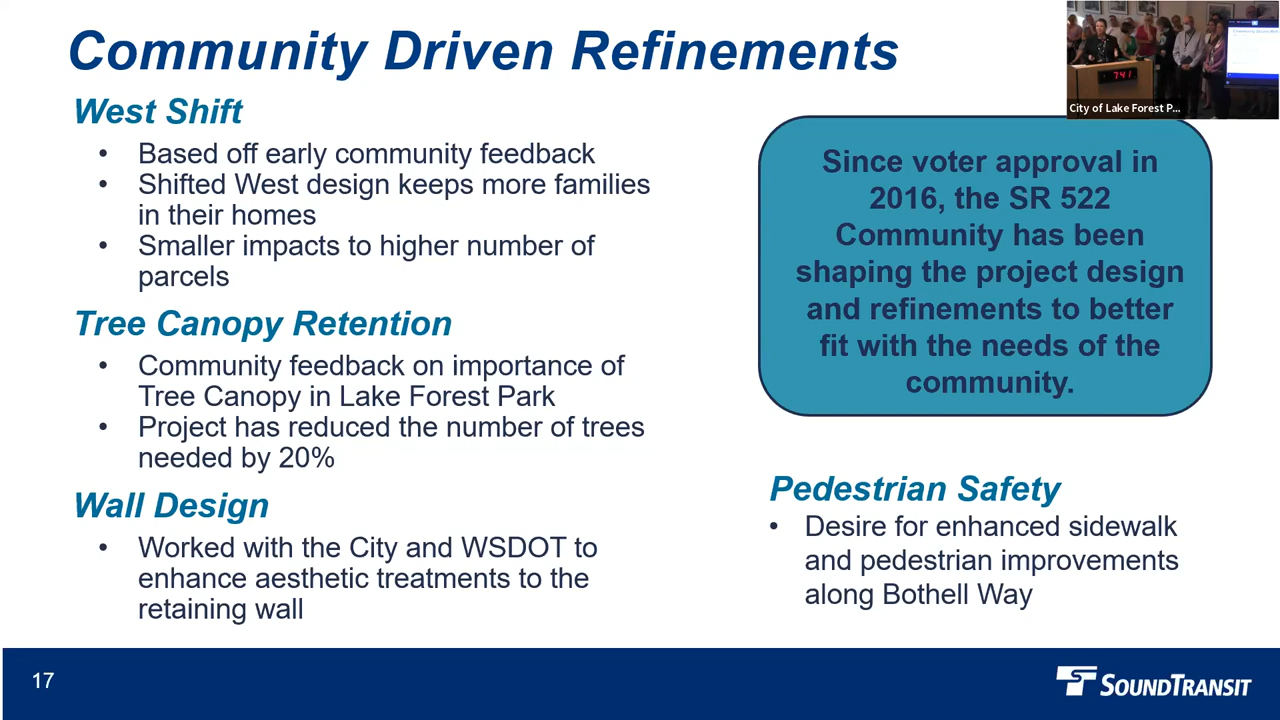 Community Driven Refinements
West Shift
• Based off early community feedback
• Shifted West design keeps more families
in their homes
• Smaller impacts to higher number of
parcels
Tree Canopy Retention
• Community feedback on importance of
Tree Canopy in Lake Forest Park
• Project has reduced the number of trees
needed by 20%
Wall Design
• Worked with the City and WSDOT to
enhance aesthetic treatments to the
retaining wall
741
City of Lake Forest P...
Since voter approval in
2016, the SR 522
Community has been
shaping the project design
and refinements to better
fit with the needs of the
community.
Pedestrian Safety
• Desire for enhanced sidewalk
and pedestrian improvements
along Bothell Way
17
SOUNDTRANSIT